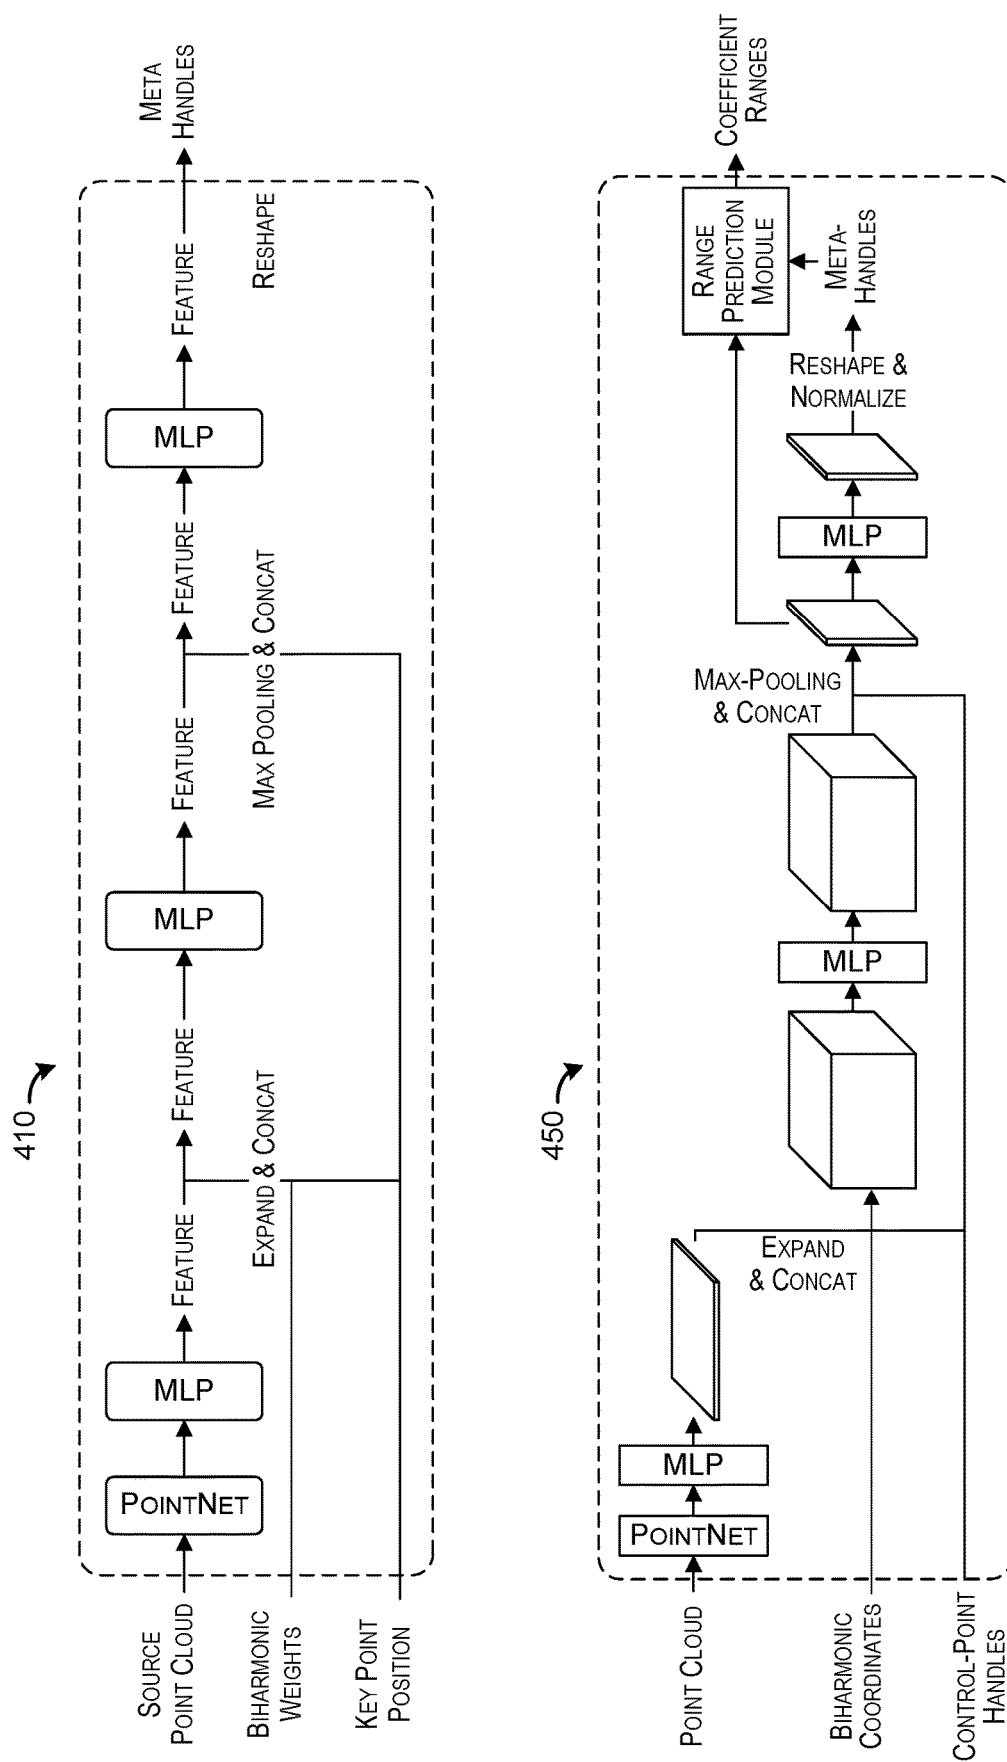 410
SOURCE
POINT CLOUD
BIHARMONIC
WEIGHTS
KEY POINT
POSITION
POINTNET
MLP
FEATURE
EXPAND & CONCAT
FEATURE
MLP
FEATURE
MAX POOLING & CONCAT
FEATURE
MLP
FEATURE
RESHAPE
META
HANDLES
450
POINT CLOUD
BIHARMONIC
COORDINATES
CONTROL-POINT
HANDLES
POINTNET
MLP
EXPAND
& CONCAT
MLP
MAX-POOLING
& CONCAT
MLP
RESHAPE &
NORMALIZE
META-
HANDLES
RANGE
PREDICTION
MODULE
COEFFICIENT
RANGES